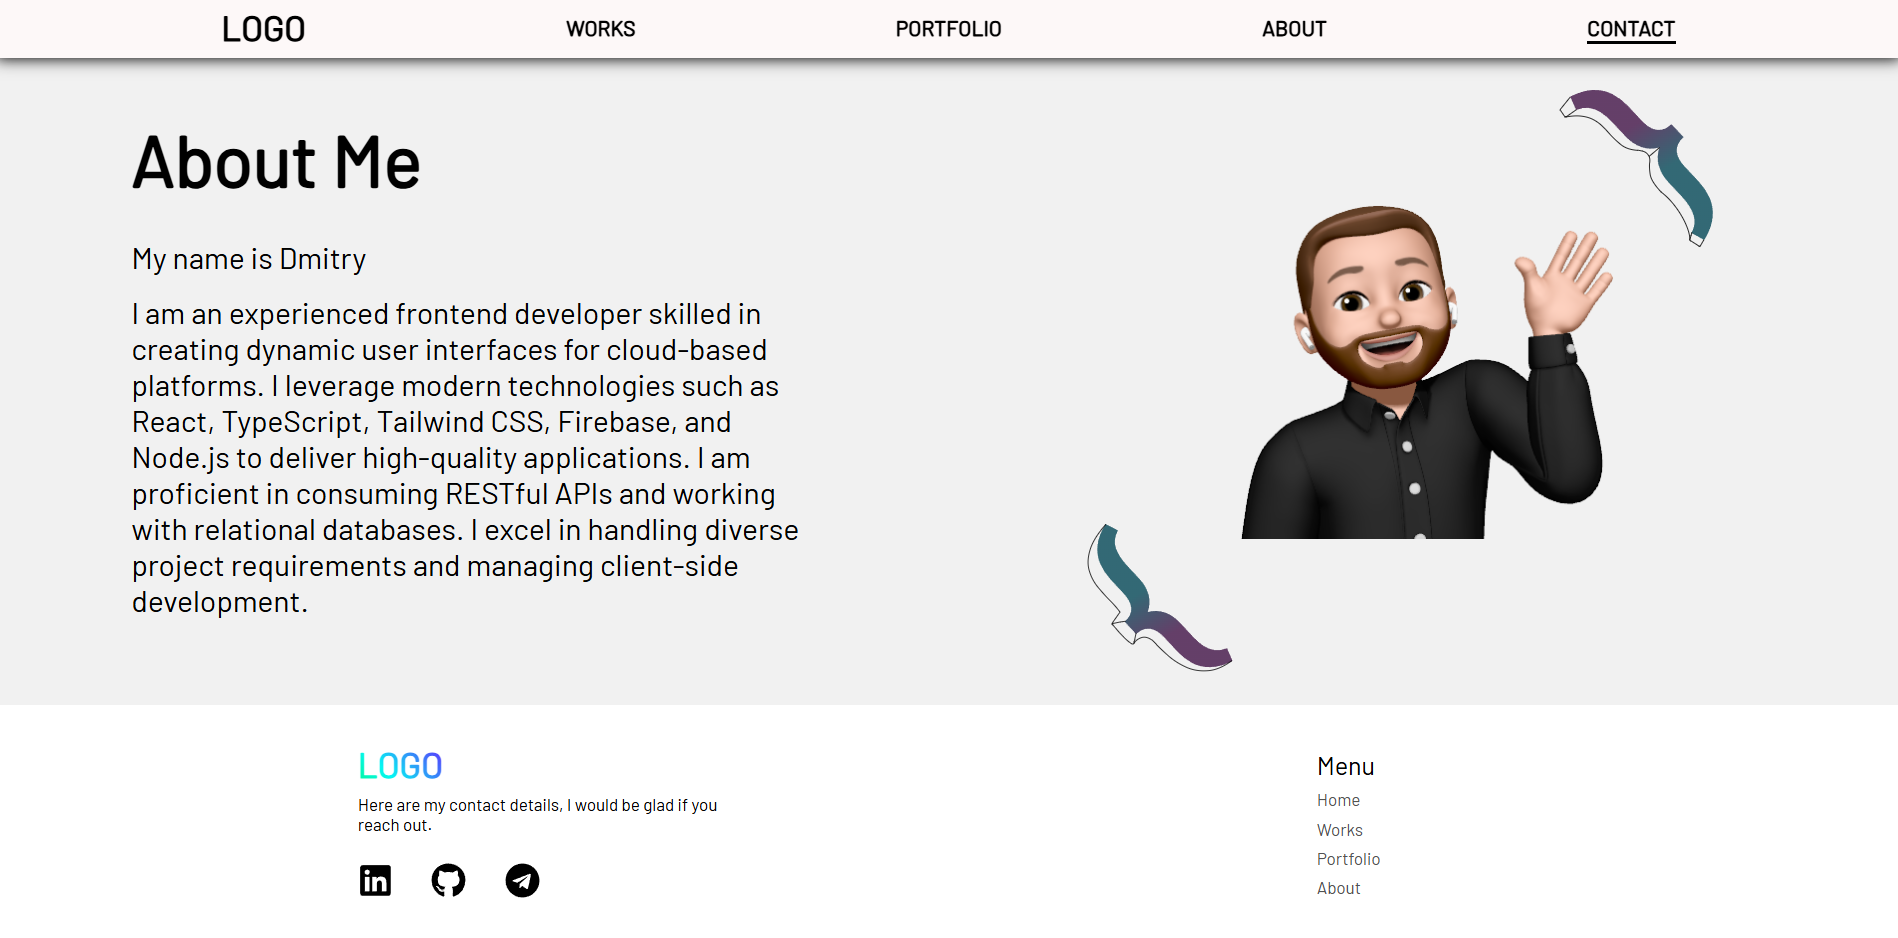 LOGO
WORKS
PORTFOLIO
ABOUT
CONTACT
About Me
My name is Dmitry
I am an experienced frontend developer skilled in
creating dynamic user interfaces for cloud-based
platforms. I leverage modern technologies such as
React, TypeScript, Tailwind CSS, Firebase, and
Node.js to deliver high-quality applications. I am
proficient in consuming RESTful APIs and working
with relational databases. I excel in handling diverse
project requirements and managing client-side
development.
LOGO
Here are my contact details, I would be glad if you
reach out.
in
Menu
Home
Works
Portfolio
About